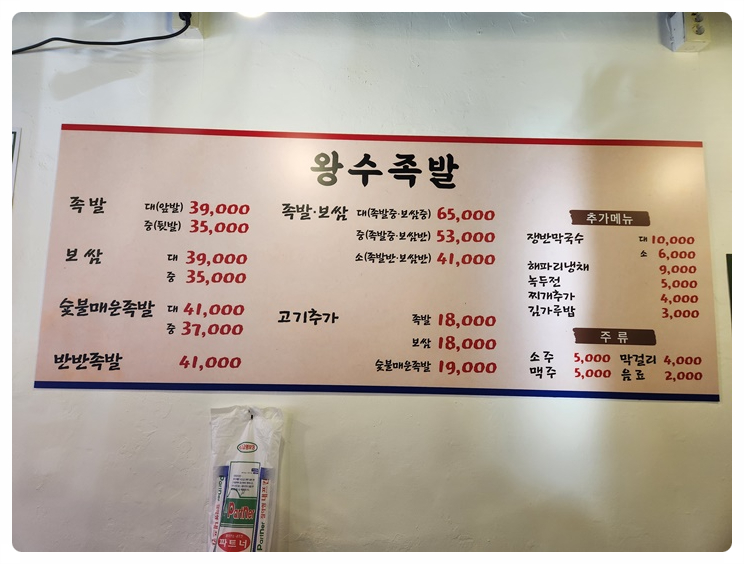 왕수족발
족발 대(앞발) 39,000
중(뒷발) 35,000
보쌈 대 39,000
중 35,000
숯불매운족발 대 41,000
중 37,000
반반족발 41,000
족발·보쌈 대(족발중·보쌈중) 65,000
중(족발중·보쌈반) 53,000
소(족발반·보쌈반) 41,000
고기추가 족발 18,000
보쌈 18,000
숯불매운족발 19,000
추가메뉴
쟁반막국수 대 10,000
소 6,000
해파리냉채 9,000
녹두전 5,000
찌개추가 4,000
김가루밥 3,000
주류
소주 5,000 막걸리 4,000
맥주 5,000 음료 2,000
Partner
파트너
Partner